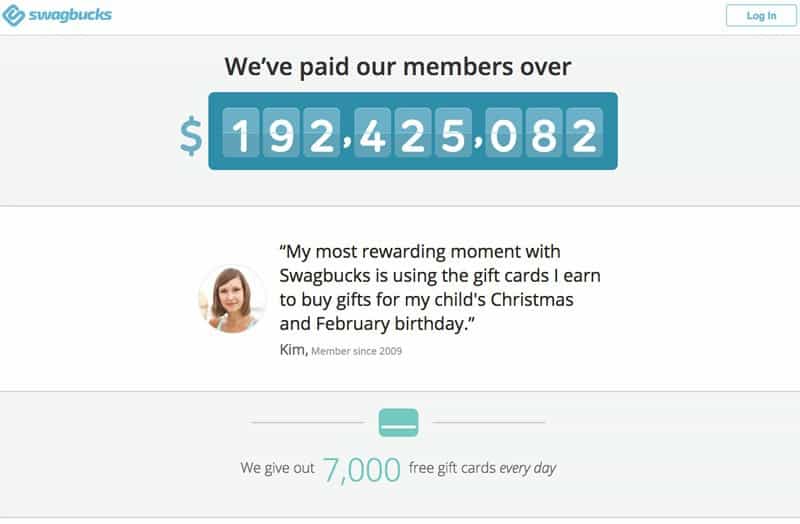 swagbucks
Log In
We’ve paid our members over
$ 192,425,082
“My most rewarding moment with
Swagbucks is using the gift cards I earn
to buy gifts for my child's Christmas
and February birthday.”
Kim, Member since 2009
We give out 7,000 free gift cards every day